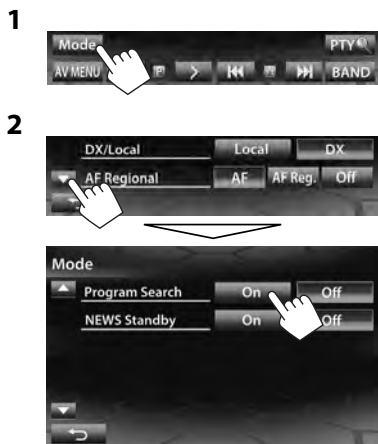 1
Mode PTY
AV MENU P BAND
2
DX/Local Local DX
AF Regional AF AF Reg. Off
Mode
Program Search On Off
NEWS Standby On Off